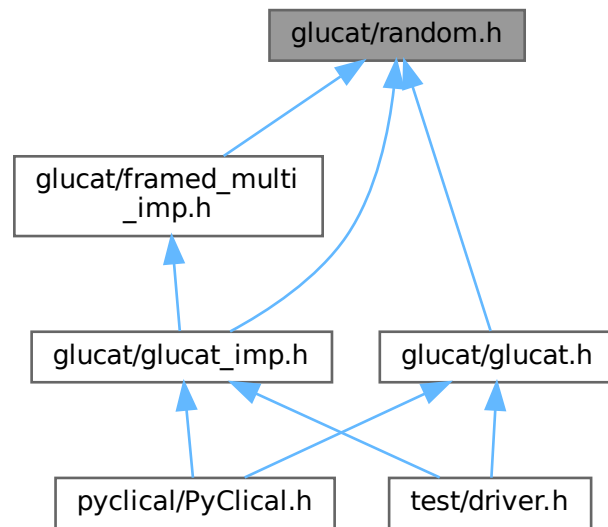 glucat/random.h
glucat/framed_multi
_imp.h
glucat/glucat_imp.h
glucat/glucat.h
pyclical/PyClical.h
test/driver.h